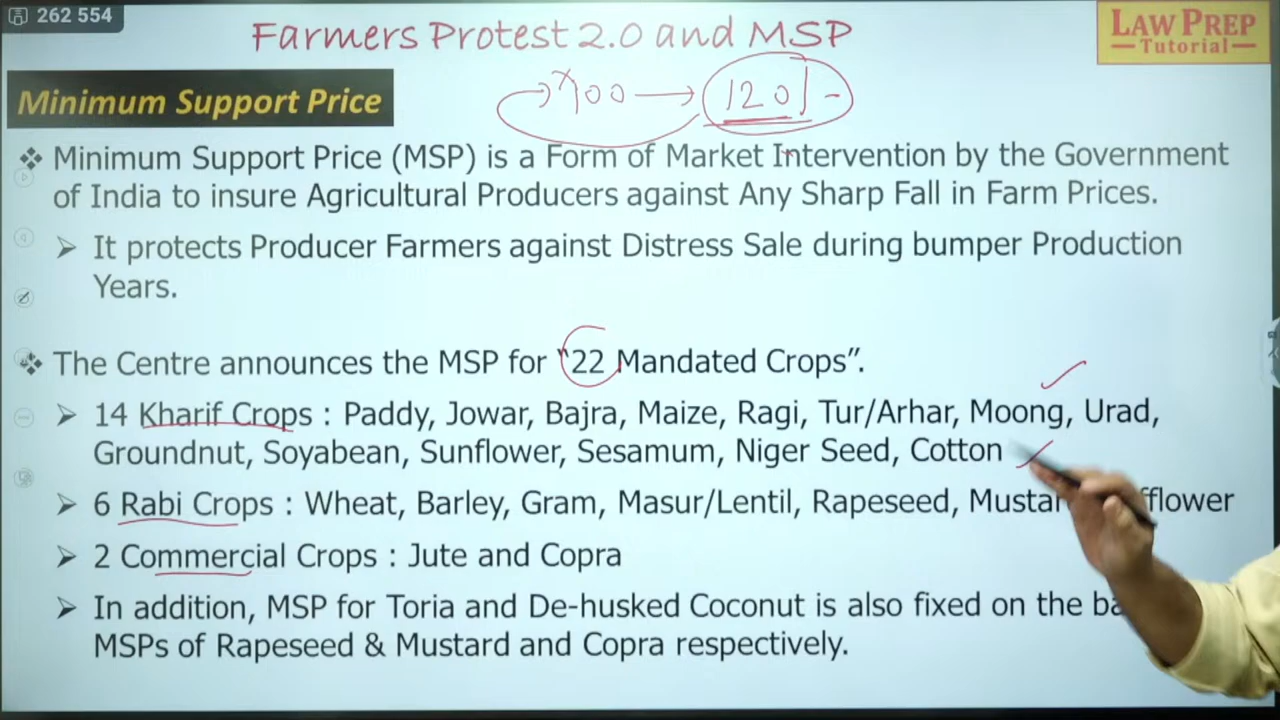 262 554
Farmers Protest 2.0 and MSP
LAW PREP
Tutorial
Minimum Support Price
100 → 120
❖ Minimum Support Price (MSP) is a Form of Market Intervention by the Government
of India to insure Agricultural Producers against Any Sharp Fall in Farm Prices.
➢ It protects Producer Farmers against Distress Sale during bumper Production
Years.
❖ The Centre announces the MSP for “22 Mandated Crops”.
➢ 14 Kharif Crops : Paddy, Jowar, Bajra, Maize, Ragi, Tur/Arhar, Moong, Urad,
Groundnut, Soyabean, Sunflower, Sesamum, Niger Seed, Cotton
➢ 6 Rabi Crops : Wheat, Barley, Gram, Masur/Lentil, Rapeseed, Mustar fflower
➢ 2 Commercial Crops : Jute and Copra
➢ In addition, MSP for Toria and De-husked Coconut is also fixed on the ba
MSPs of Rapeseed & Mustard and Copra respectively.